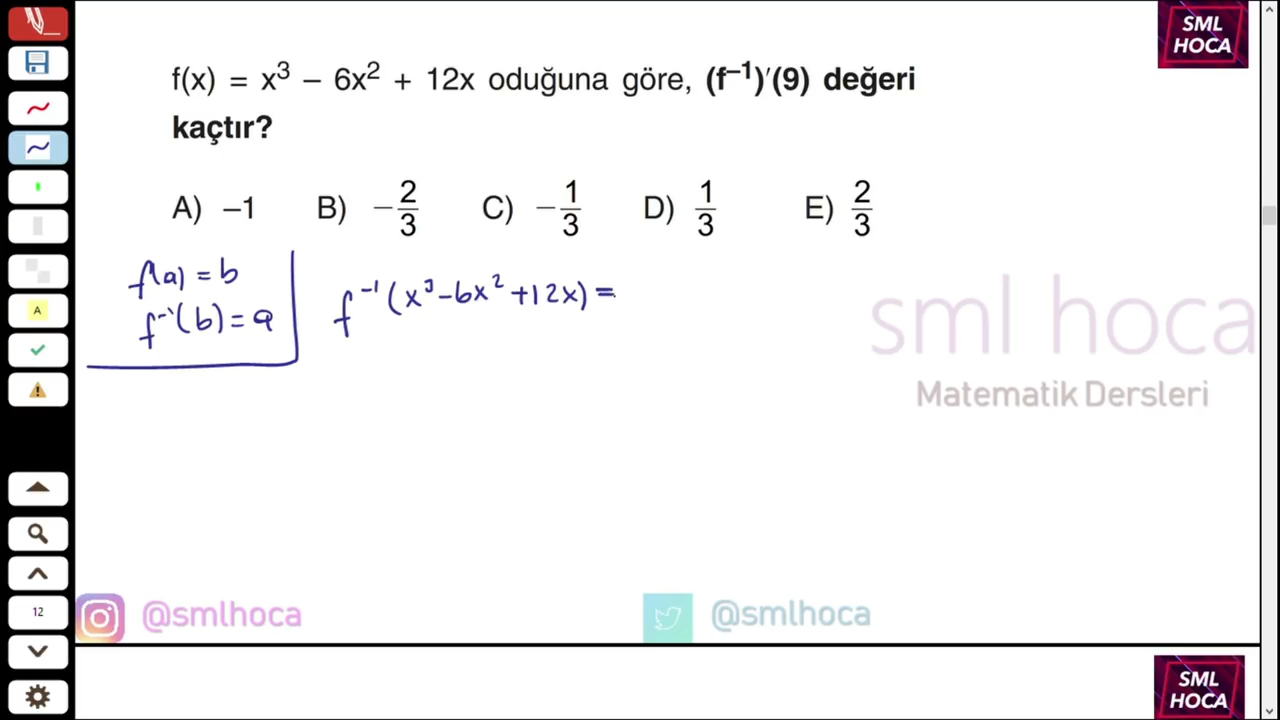 SML
HOCA
f(x) = x³ − 6x² + 12x oduğuna göre, (f⁻¹)′(9) değeri
kaçtır?
A) −1 B) −2/3 C) −1/3 D) 1/3 E) 2/3
f(a) = b
f⁻¹(b) = a
f⁻¹(x³-6x²+12x) =
sml hoca
Matematik Dersleri
A
12
@smlhoca @smlhoca
SML
HOCA